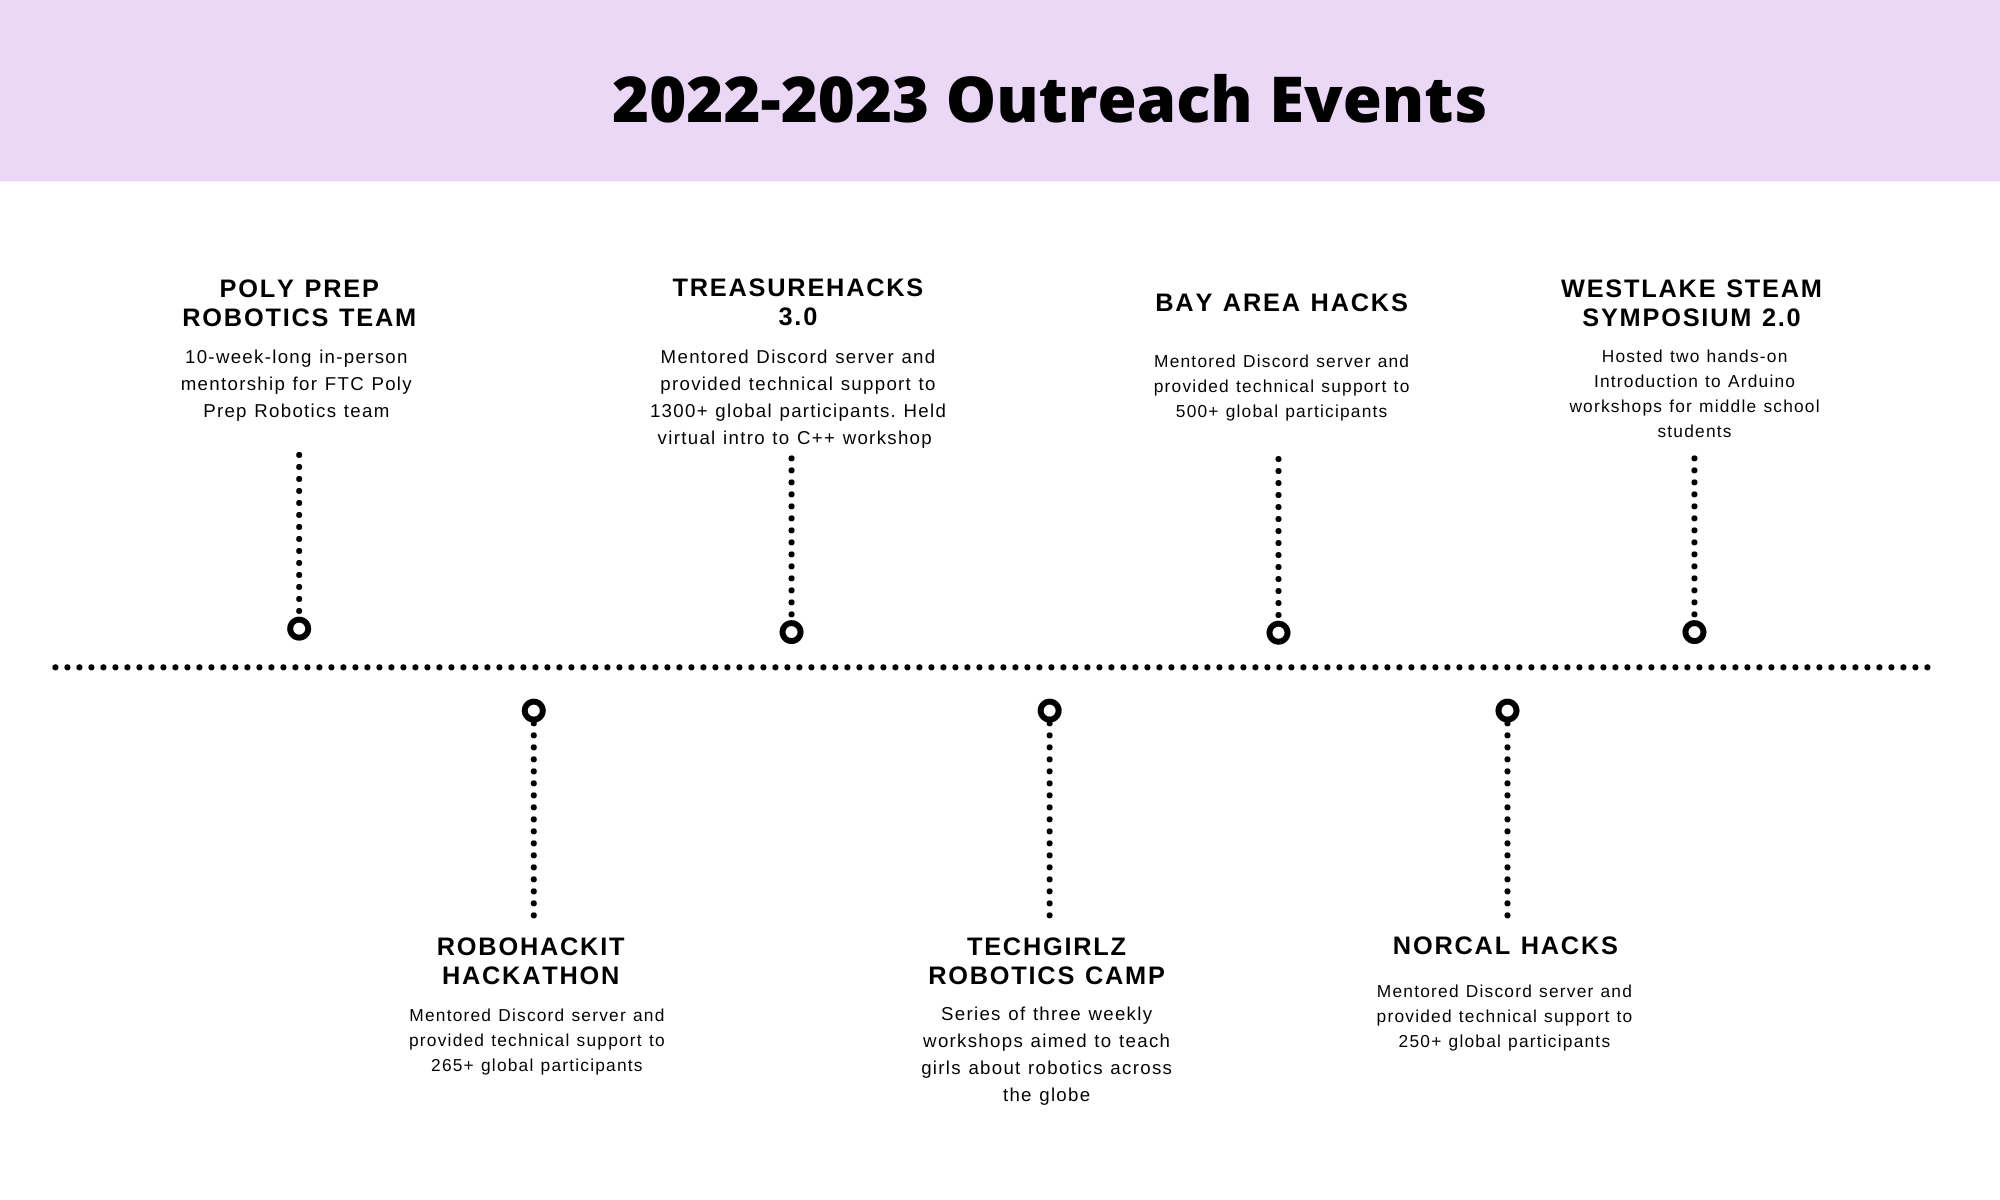 2022-2023 Outreach Events
POLY PREP
ROBOTICS TEAM
10-week-long in-person
mentorship for FTC Poly
Prep Robotics team
TREASUREHACKS
3.0
Mentored Discord server and
provided technical support to
1300+ global participants. Held
virtual intro to C++ workshop
BAY AREA HACKS
Mentored Discord server and
provided technical support to
500+ global participants
WESTLAKE STEAM
SYMPOSIUM 2.0
Hosted two hands-on
Introduction to Arduino
workshops for middle school
students
ROBOHACKIT
HACKATHON
Mentored Discord server and
provided technical support to
265+ global participants
TECHGIRLZ
ROBOTICS CAMP
Series of three weekly
workshops aimed to teach
girls about robotics across
the globe
NORCAL HACKS
Mentored Discord server and
provided technical support to
250+ global participants